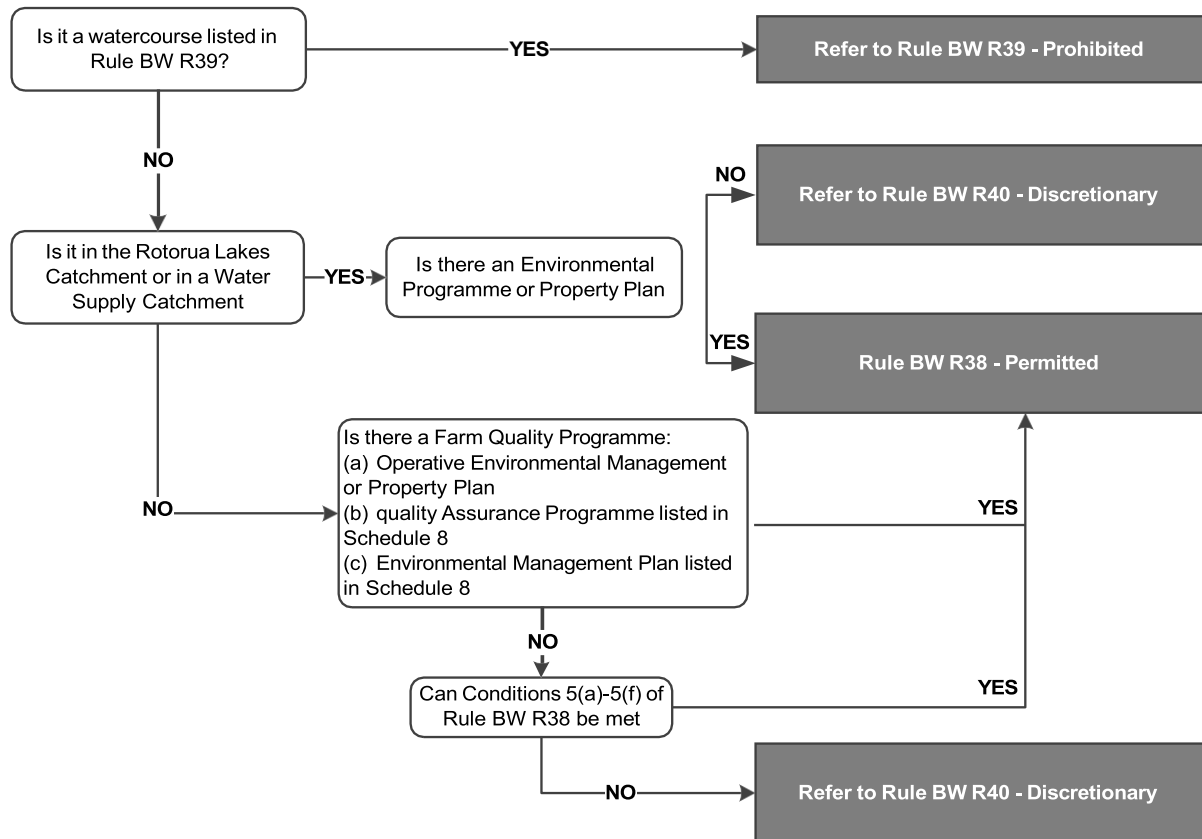 Is it a watercourse listed in
Rule BW R39?
YES
Refer to Rule BW R39 - Prohibited
NO
NO
Refer to Rule BW R40 - Discretionary
Is it in the Rotorua Lakes
Catchment or in a Water
Supply Catchment
YES
Is there an Environmental
Programme or Property Plan
YES
Rule BW R38 - Permitted
Is there a Farm Quality Programme:
(a) Operative Environmental Management
or Property Plan
(b) quality Assurance Programme listed in
Schedule 8
(c) Environmental Management Plan listed
in Schedule 8
NO
YES
NO
Can Conditions 5(a)-5(f) of
Rule BW R38 be met
YES
NO
Refer to Rule BW R40 - Discretionary